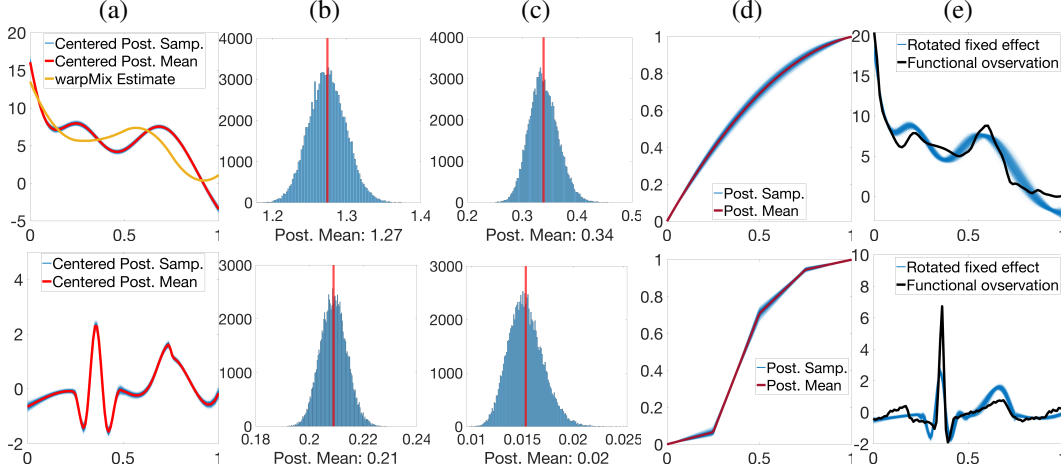 (a) (b) (c) (d) (e)
20
15
10
5
0
-5
0 0.5 1
Centered Post. Samp.
Centered Post. Mean
warpMix Estimate
4000
3000
2000
1000
0
1.2 1.3 1.4
Post. Mean: 1.27
4000
3000
2000
1000
0
0.2 0.3 0.4 0.5
Post. Mean: 0.34
1
0.8
0.6
0.4
0.2
0
0 0.5 1
Post. Samp.
Post. Mean
20
15
10
5
0
0 0.5 1
Rotated fixed effect
Functional ovservation
4
2
0
-2
0 0.5 1
Centered Post. Samp.
Centered Post. Mean
3000
2000
1000
0
0.18 0.2 0.22 0.24
Post. Mean: 0.21
3000
2000
1000
0
0.01 0.015 0.02 0.025
Post. Mean: 0.02
1
0.8
0.6
0.4
0.2
0
0 0.5 1
Post. Samp.
Post. Mean
10
8
6
4
2
0
-2
0 0.5 1
Rotated fixed effect
Functional ovservation